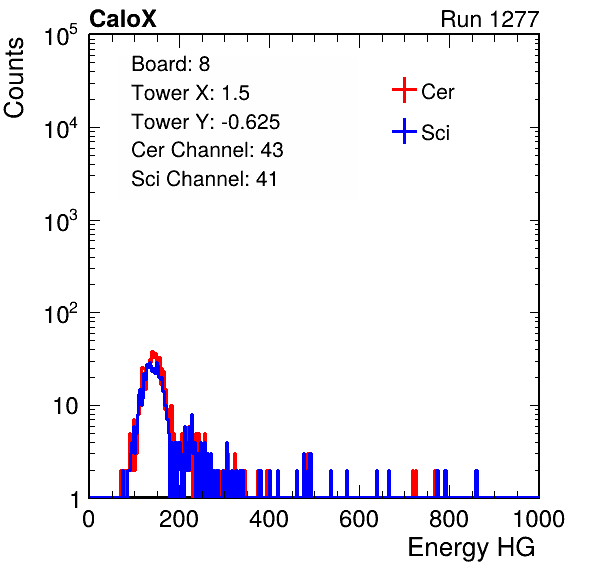 CaloX Run 1277
Counts
Board: 8
Tower X: 1.5
Tower Y: -0.625
Cer Channel: 43
Sci Channel: 41
Cer
Sci
10^5
10^4
10^3
10^2
10
1
0 200 400 600 800 1000
Energy HG